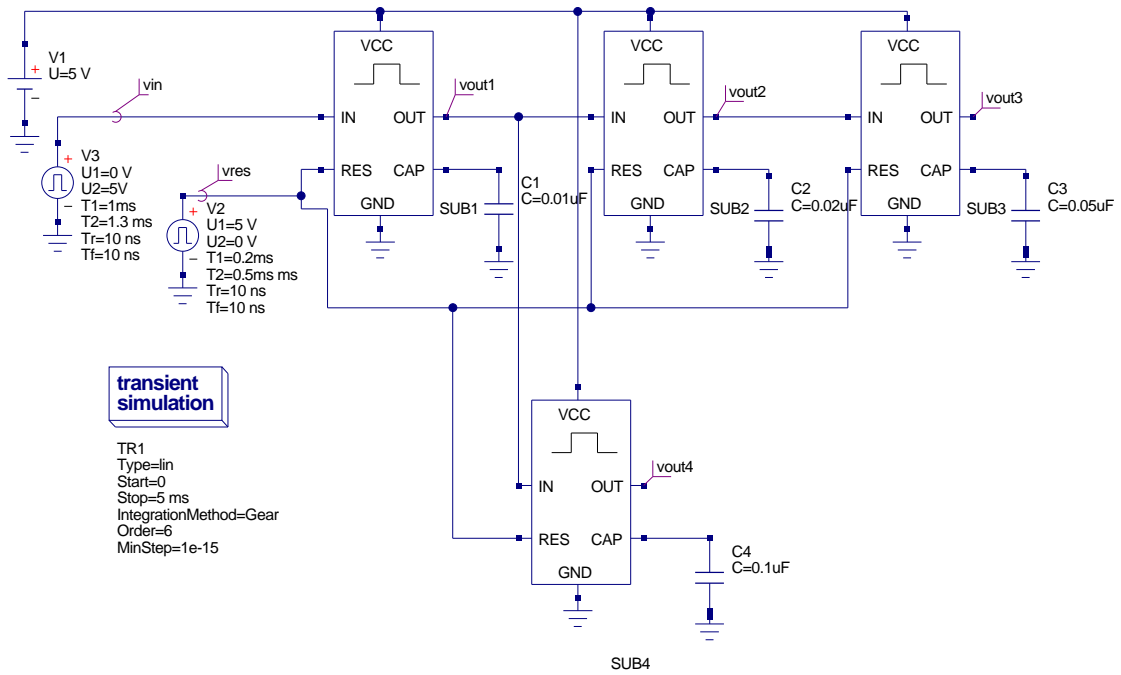 V1
U=5 V
vin
V3
U1=0 V
U2=5V
T1=1ms
T2=1.3 ms
Tr=10 ns
Tf=10 ns
vres
V2
U1=5 V
U2=0 V
T1=0.2ms
T2=0.5ms ms
Tr=10 ns
Tf=10 ns
VCC
IN
OUT
RES
CAP
GND
SUB1
vout1
C1
C=0.01uF
VCC
IN
OUT
RES
CAP
GND
SUB2
vout2
C2
C=0.02uF
VCC
IN
OUT
RES
CAP
GND
SUB3
vout3
C3
C=0.05uF
transient
simulation
TR1
Type=lin
Start=0
Stop=5 ms
IntegrationMethod=Gear
Order=6
MinStep=1e-15
VCC
IN
OUT
RES
CAP
GND
vout4
C4
C=0.1uF
SUB4